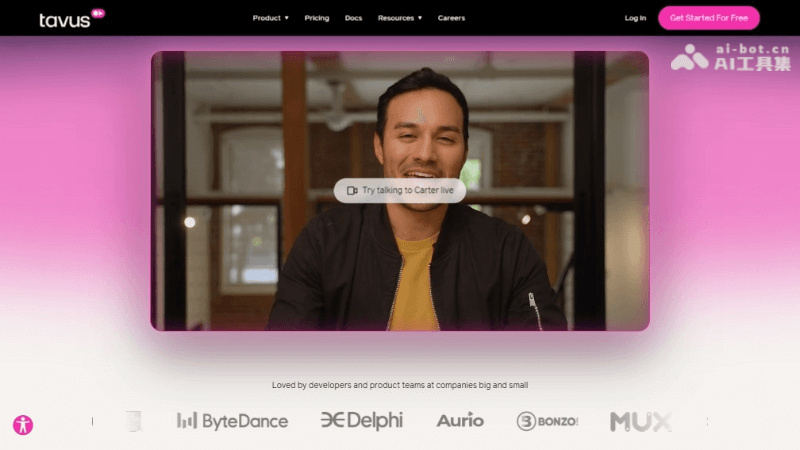 tavus
Product Pricing Docs Resources Careers
Log In Get Started For Free
ai-bot.cn
AI工具集
Try talking to Carter live
Loved by developers and product teams at companies big and small
ByteDance Delphi Aurio BONZO! MUX